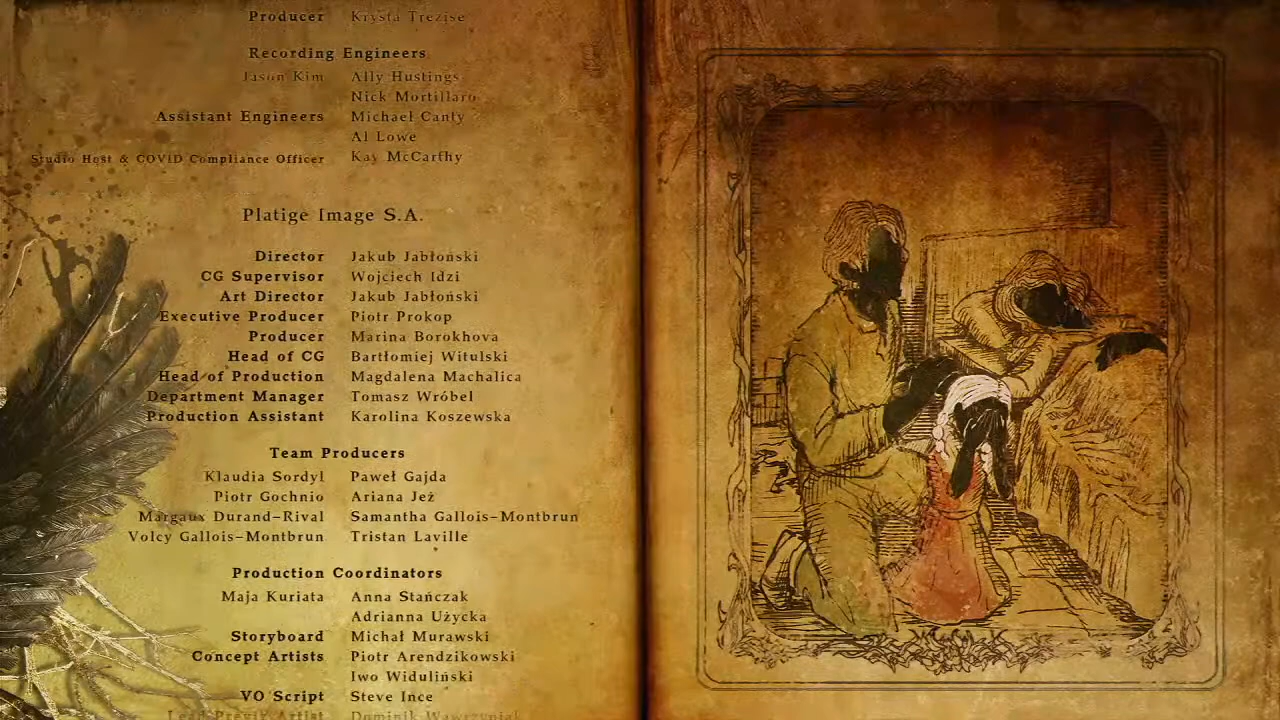 Producer Krysta Trezise
Recording Engineers
Jason Kim Ally Hustings
Nick Mortillaro
Assistant Engineers Michael Canty
Al Lowe
Studio Host & COVID Compliance Officer Kay McCarthy
Platige Image S.A.
Director Jakub Jabłoński
CG Supervisor Wojciech Idzi
Art Director Jakub Jabłoński
Executive Producer Piotr Prokop
Producer Marina Borokhova
Head of CG Bartłomiej Witulski
Head of Production Magdalena Machalica
Department Manager Tomasz Wróbel
Production Assistant Karolina Koszewska
Team Producers
Klaudia Sordyl Paweł Gajda
Piotr Gochnio Ariana Jeż
Margaux Durand-Rival Samantha Gallois-Montbrun
Volcy Gallois-Montbrun Tristan Laville
Production Coordinators
Maja Kuriata Anna Stańczak
Adrianna Użycka
Storyboard Michał Murawski
Concept Artists Piotr Arendzikowski
Iwo Widuliński
VO Script Steve Ince
Lead Previz Artist Dominik Wawrzyniak